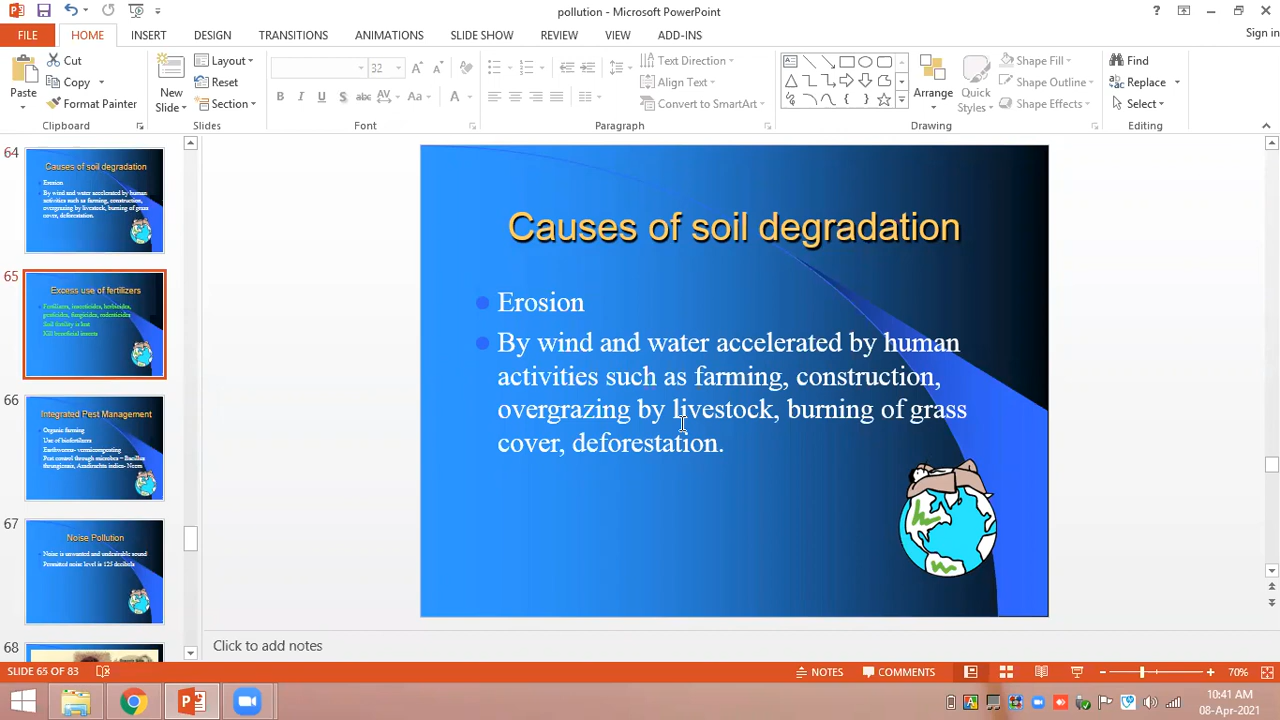 pollution - Microsoft PowerPoint
Sign in
FILE HOME INSERT DESIGN TRANSITIONS ANIMATIONS SLIDE SHOW REVIEW VIEW ADD-INS
Paste
Cut
Copy
Format Painter
Clipboard
New Slide
Layout
Reset
Section
Slides
32
Font
Text Direction
Align Text
Convert to SmartArt
Paragraph
Arrange
Quick Styles
Shape Fill
Shape Outline
Shape Effects
Drawing
Find
Replace
Select
Editing
64
Causes of soil degradation
Erosion
By wind and water accelerated by human
activities such as farming, construction,
overgrazing by livestock, burning of grass
cover, deforestation.
65
Excess use of fertilizers
Fertilizers, insecticides, herbicides,
pesticides, fungicides, rodenticides
Soil fertility is lost
Kill beneficial insects
66
Integrated Pest Management
Organic farming
Use of biofertilizers
Earthworms- vermicomposting
Pest control through microbes – Bacillus
thuringiensis, Azadirachta indica- Neem
67
Noise Pollution
Noise is unwanted and undesirable sound
Permitted noise level is 125 decibels
68
Causes of soil degradation
Erosion
By wind and water accelerated by human
activities such as farming, construction,
overgrazing by livestock, burning of grass
cover, deforestation.
Click to add notes
SLIDE 65 OF 83
NOTES
COMMENTS
70%
10:41 AM
08-Apr-2021